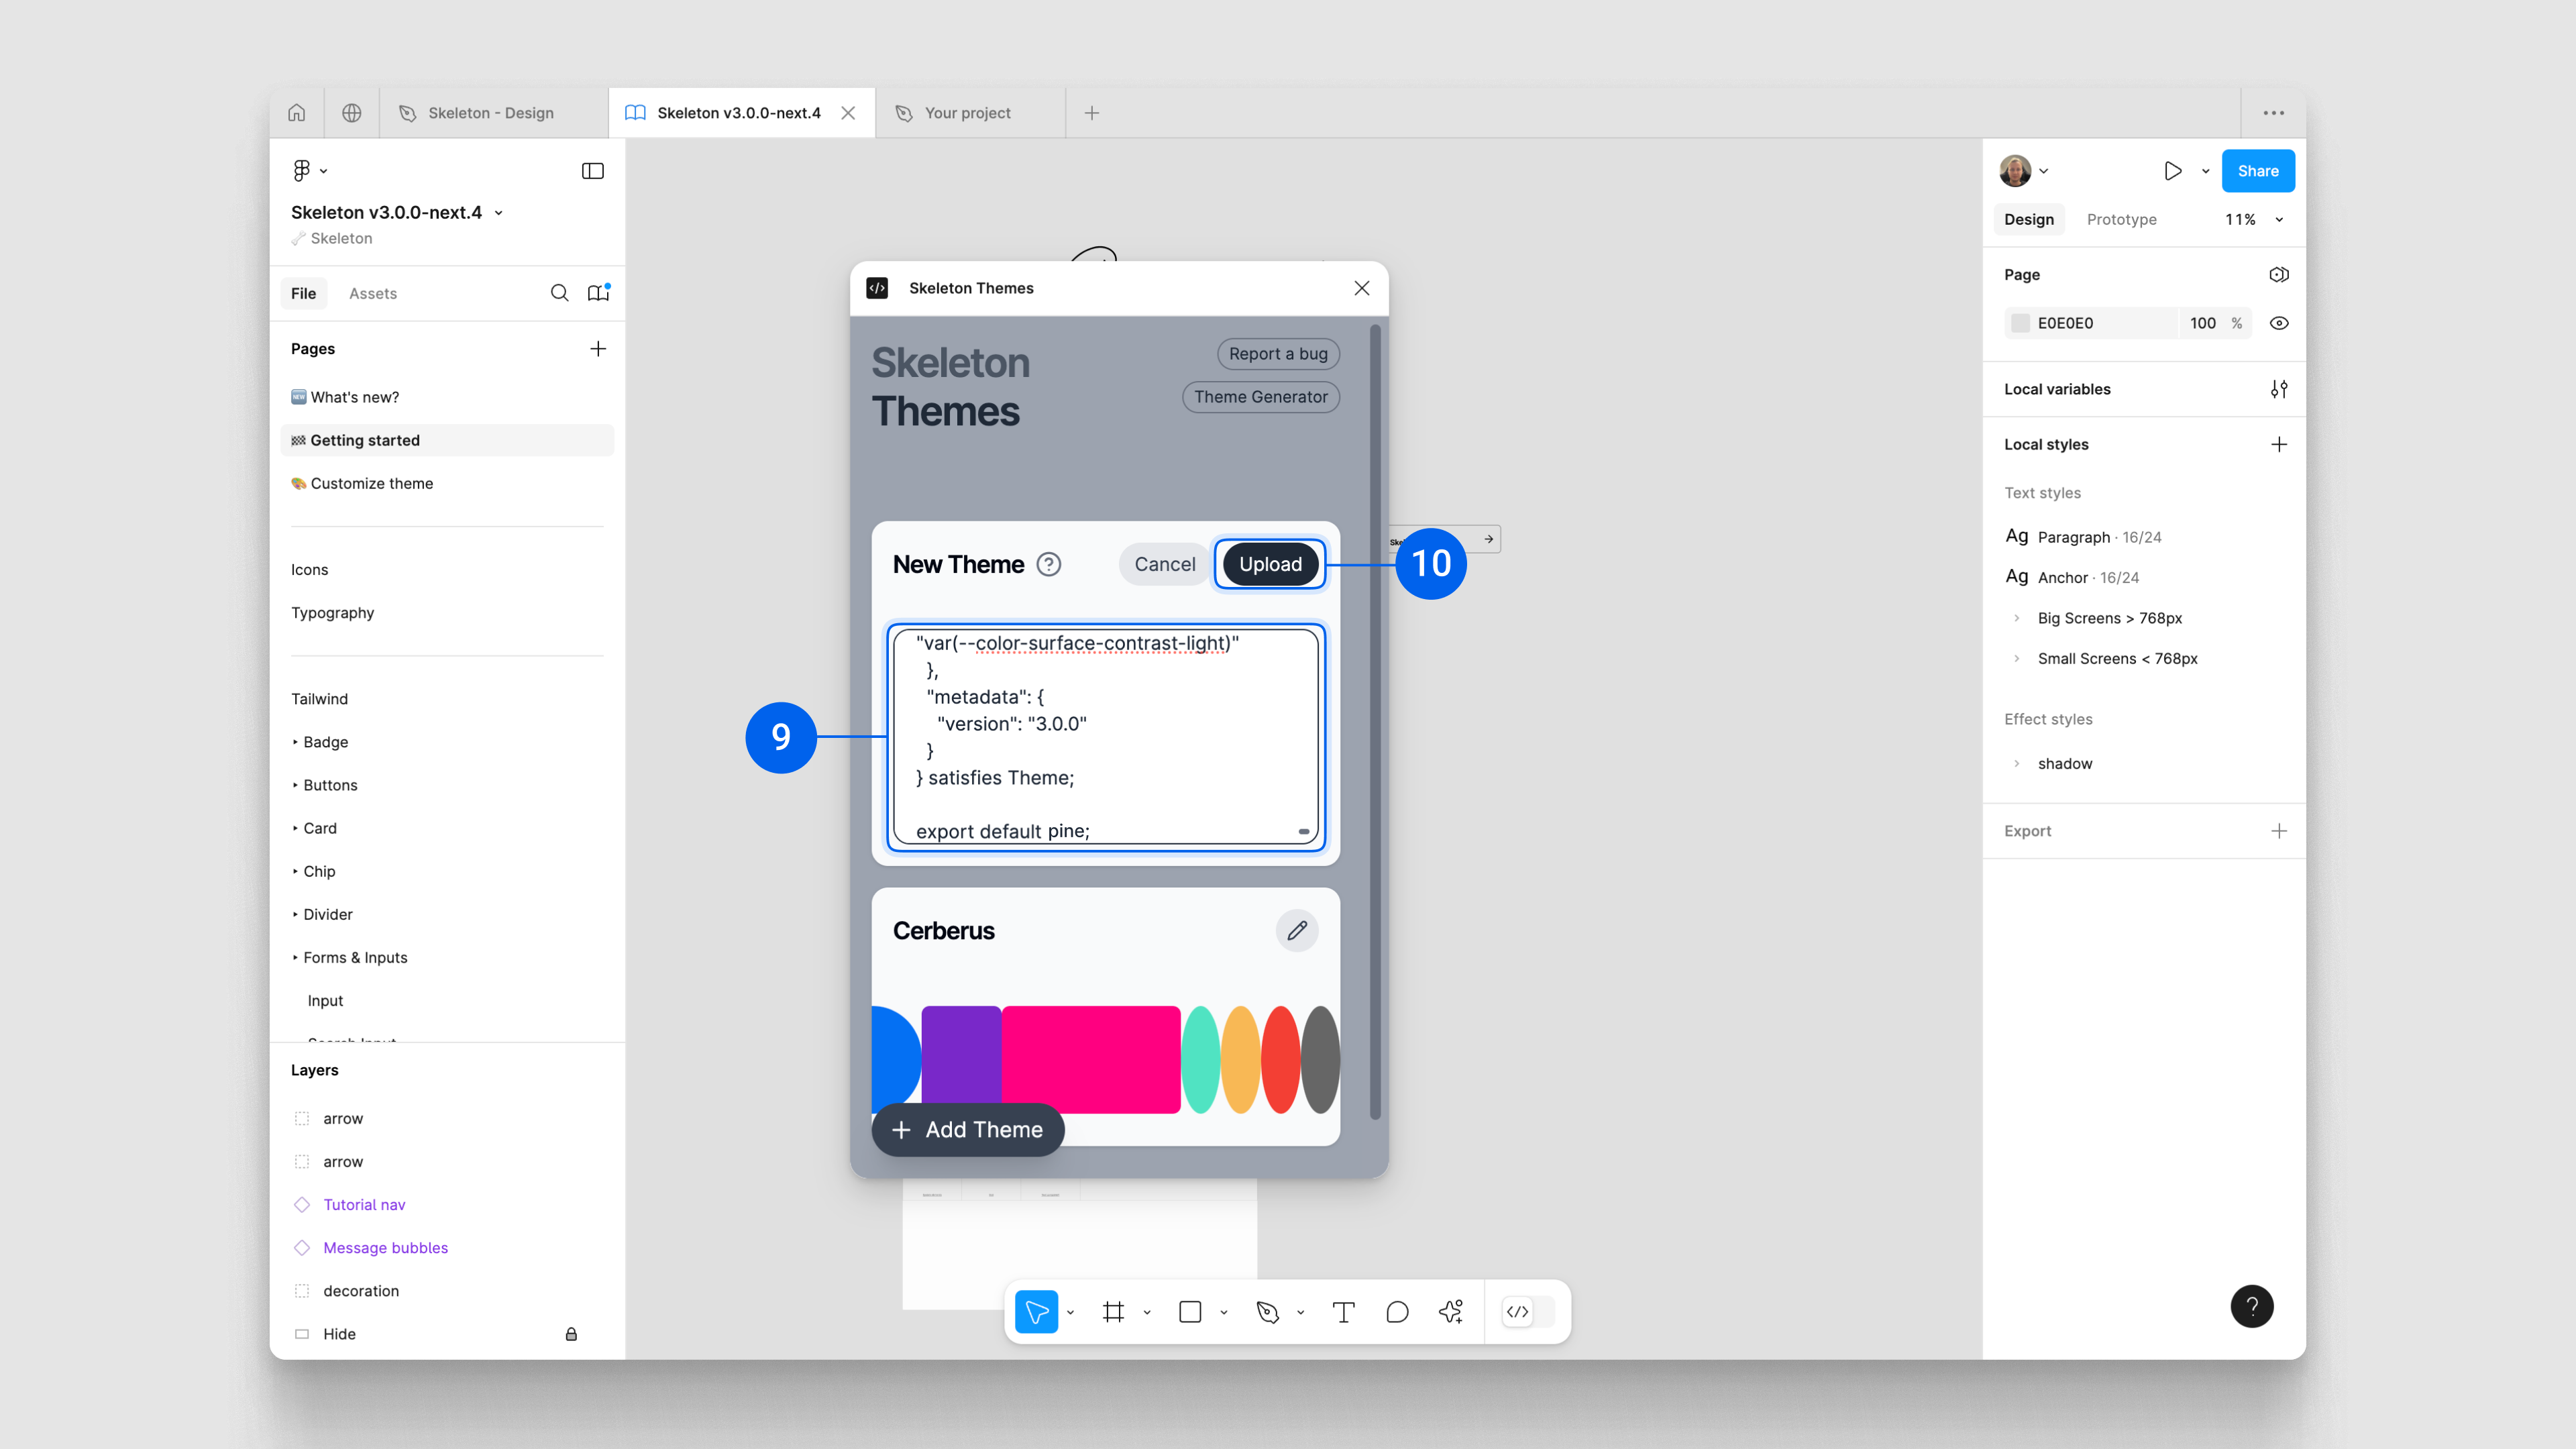 Skeleton - Design
Skeleton v3.0.0-next.4
Your project
Skeleton v3.0.0-next.4
Skeleton
File
Assets
Pages
What's new?
Getting started
Customize theme
Icons
Typography
Tailwind
Badge
Buttons
Card
Chip
Divider
Forms & Inputs
Input
Search Input
Layers
arrow
arrow
Tutorial nav
Message bubbles
decoration
Hide
Skeleton Themes
Skeleton
Themes
Report a bug
Theme Generator
New Theme
Cancel
Upload
10
9
"var(--color-surface-contrast-light)"
},
"metadata": {
"version": "3.0.0"
}
} satisfies Theme;
export default pine;
Cerberus
+ Add Theme
Share
Design
Prototype
11%
Page
E0E0E0
100 %
Local variables
Local styles
Text styles
Ag Paragraph · 16/24
Ag Anchor · 16/24
Big Screens > 768px
Small Screens < 768px
Effect styles
shadow
Export
?